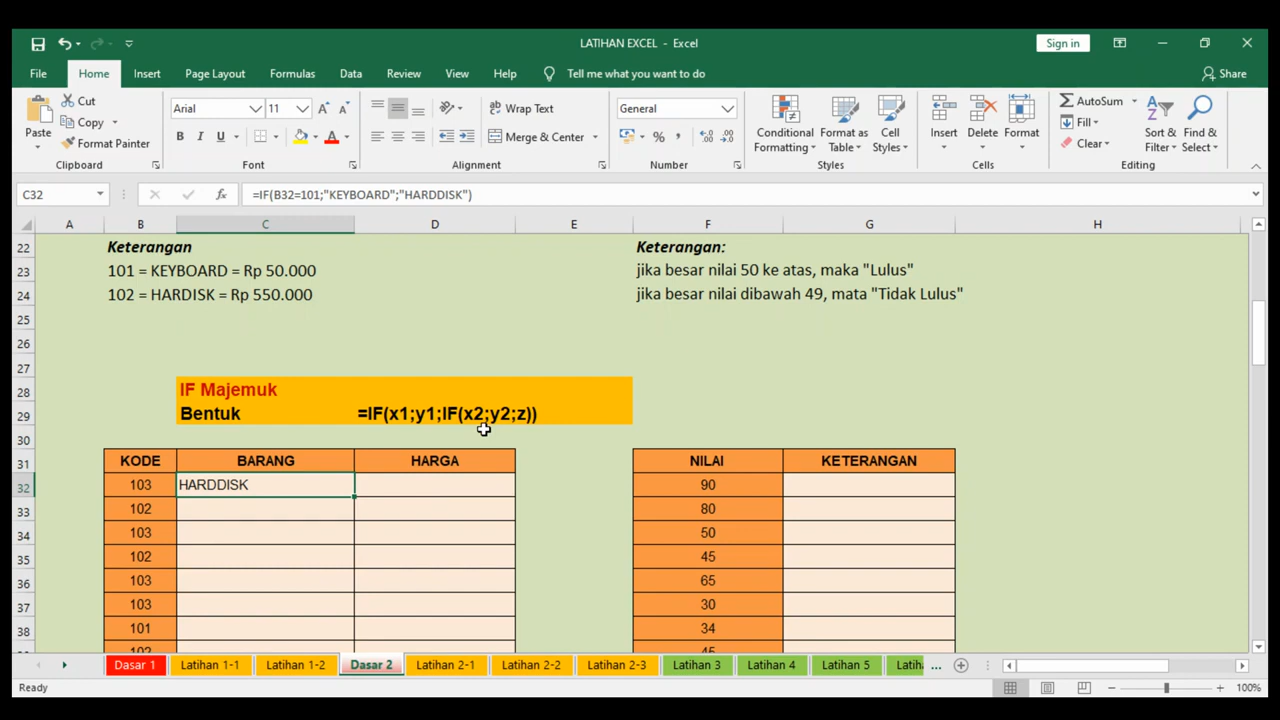 LATIHAN EXCEL - Excel
Sign in
File Home Insert Page Layout Formulas Data Review View Help Tell me what you want to do Share
Paste
Cut
Copy
Format Painter
Clipboard
Arial 11
B I U
Font
Wrap Text
Merge & Center
Alignment
General
%
Number
Conditional Formatting
Format as Table
Cell Styles
Styles
Insert
Delete
Format
Cells
AutoSum
Fill
Clear
Sort & Filter
Find & Select
Editing
C32 fx =IF(B32=101;"KEYBOARD";"HARDDISK")
A B C D E F G H
22 Keterangan Keterangan:
23 101 = KEYBOARD = Rp 50.000 jika besar nilai 50 ke atas, maka "Lulus"
24 102 = HARDISK = Rp 550.000 jika besar nilai dibawah 49, mata "Tidak Lulus"
25
26
27
28 IF Majemuk
29 Bentuk =IF(x1;y1;IF(x2;y2;z))
30
31 KODE BARANG HARGA NILAI KETERANGAN
32 103 HARDDISK 90
33 102 80
34 103 50
35 102 45
36 103 65
37 103 30
38 101 34
102 45
Dasar 1 Latihan 1-1 Latihan 1-2 Dasar 2 Latihan 2-1 Latihan 2-2 Latihan 2-3 Latihan 3 Latihan 4 Latihan 5 Latih ...
Ready 100%